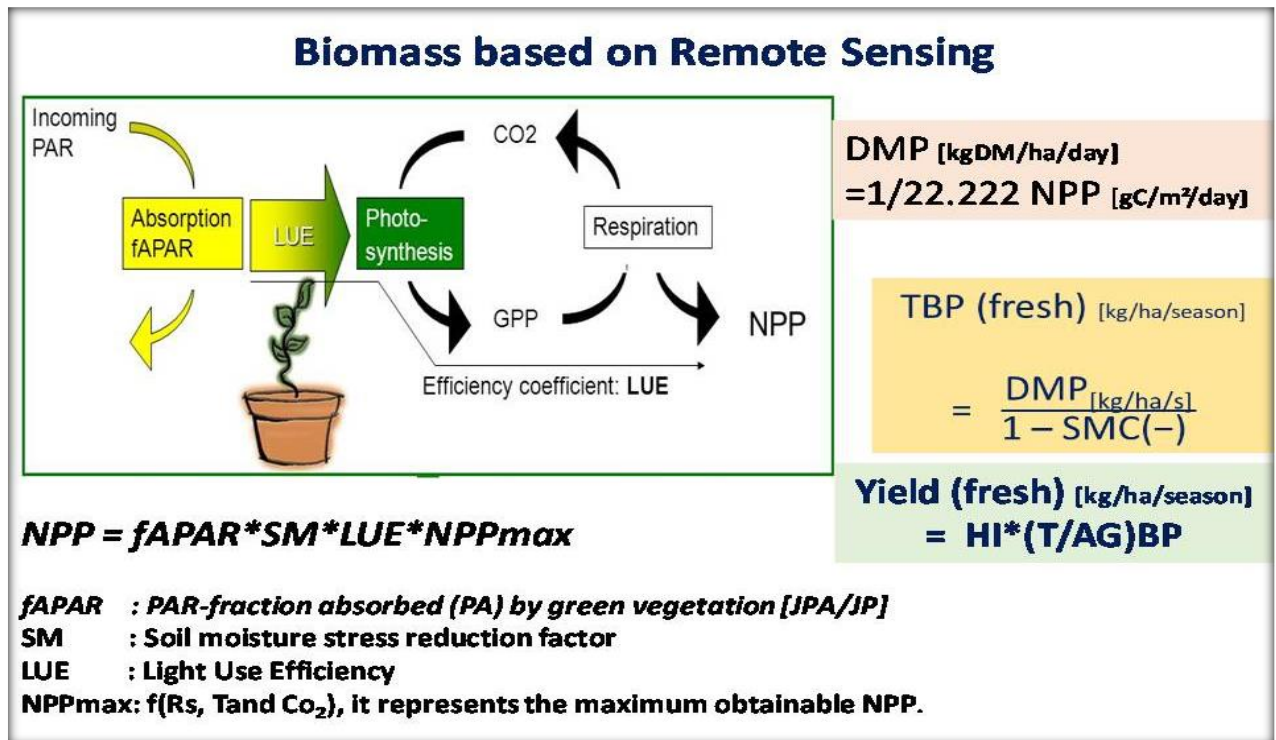 Biomass based on Remote Sensing
Incoming
PAR
Absorption
fAPAR
LUE
Photo-
synthesis
CO2
Respiration
GPP
NPP
Efficiency coefficient: LUE
DMP [kgDM/ha/day]
=1/22.222 NPP [gC/m²/day]
TBP (fresh) [kg/ha/season]
= DMP[kg/ha/s]
1 – SMC(–)
Yield (fresh) [kg/ha/season]
= HI*(T/AG)BP
NPP = fAPAR*SM*LUE*NPPmax
fAPAR : PAR-fraction absorbed (PA) by green vegetation [JPA/JP]
SM : Soil moisture stress reduction factor
LUE : Light Use Efficiency
NPPmax: f(Rs, Tand Co₂), it represents the maximum obtainable NPP.